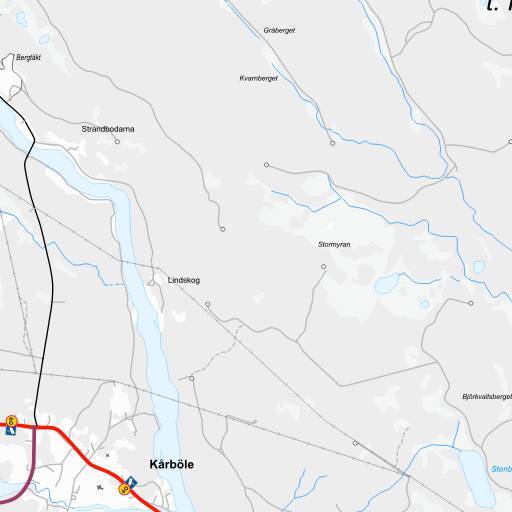 Gråberget
Bergtäkt
Kvarnberget
Strandbodarna
Stormyran
Lindskog
Björkvallsberget
Kårböle